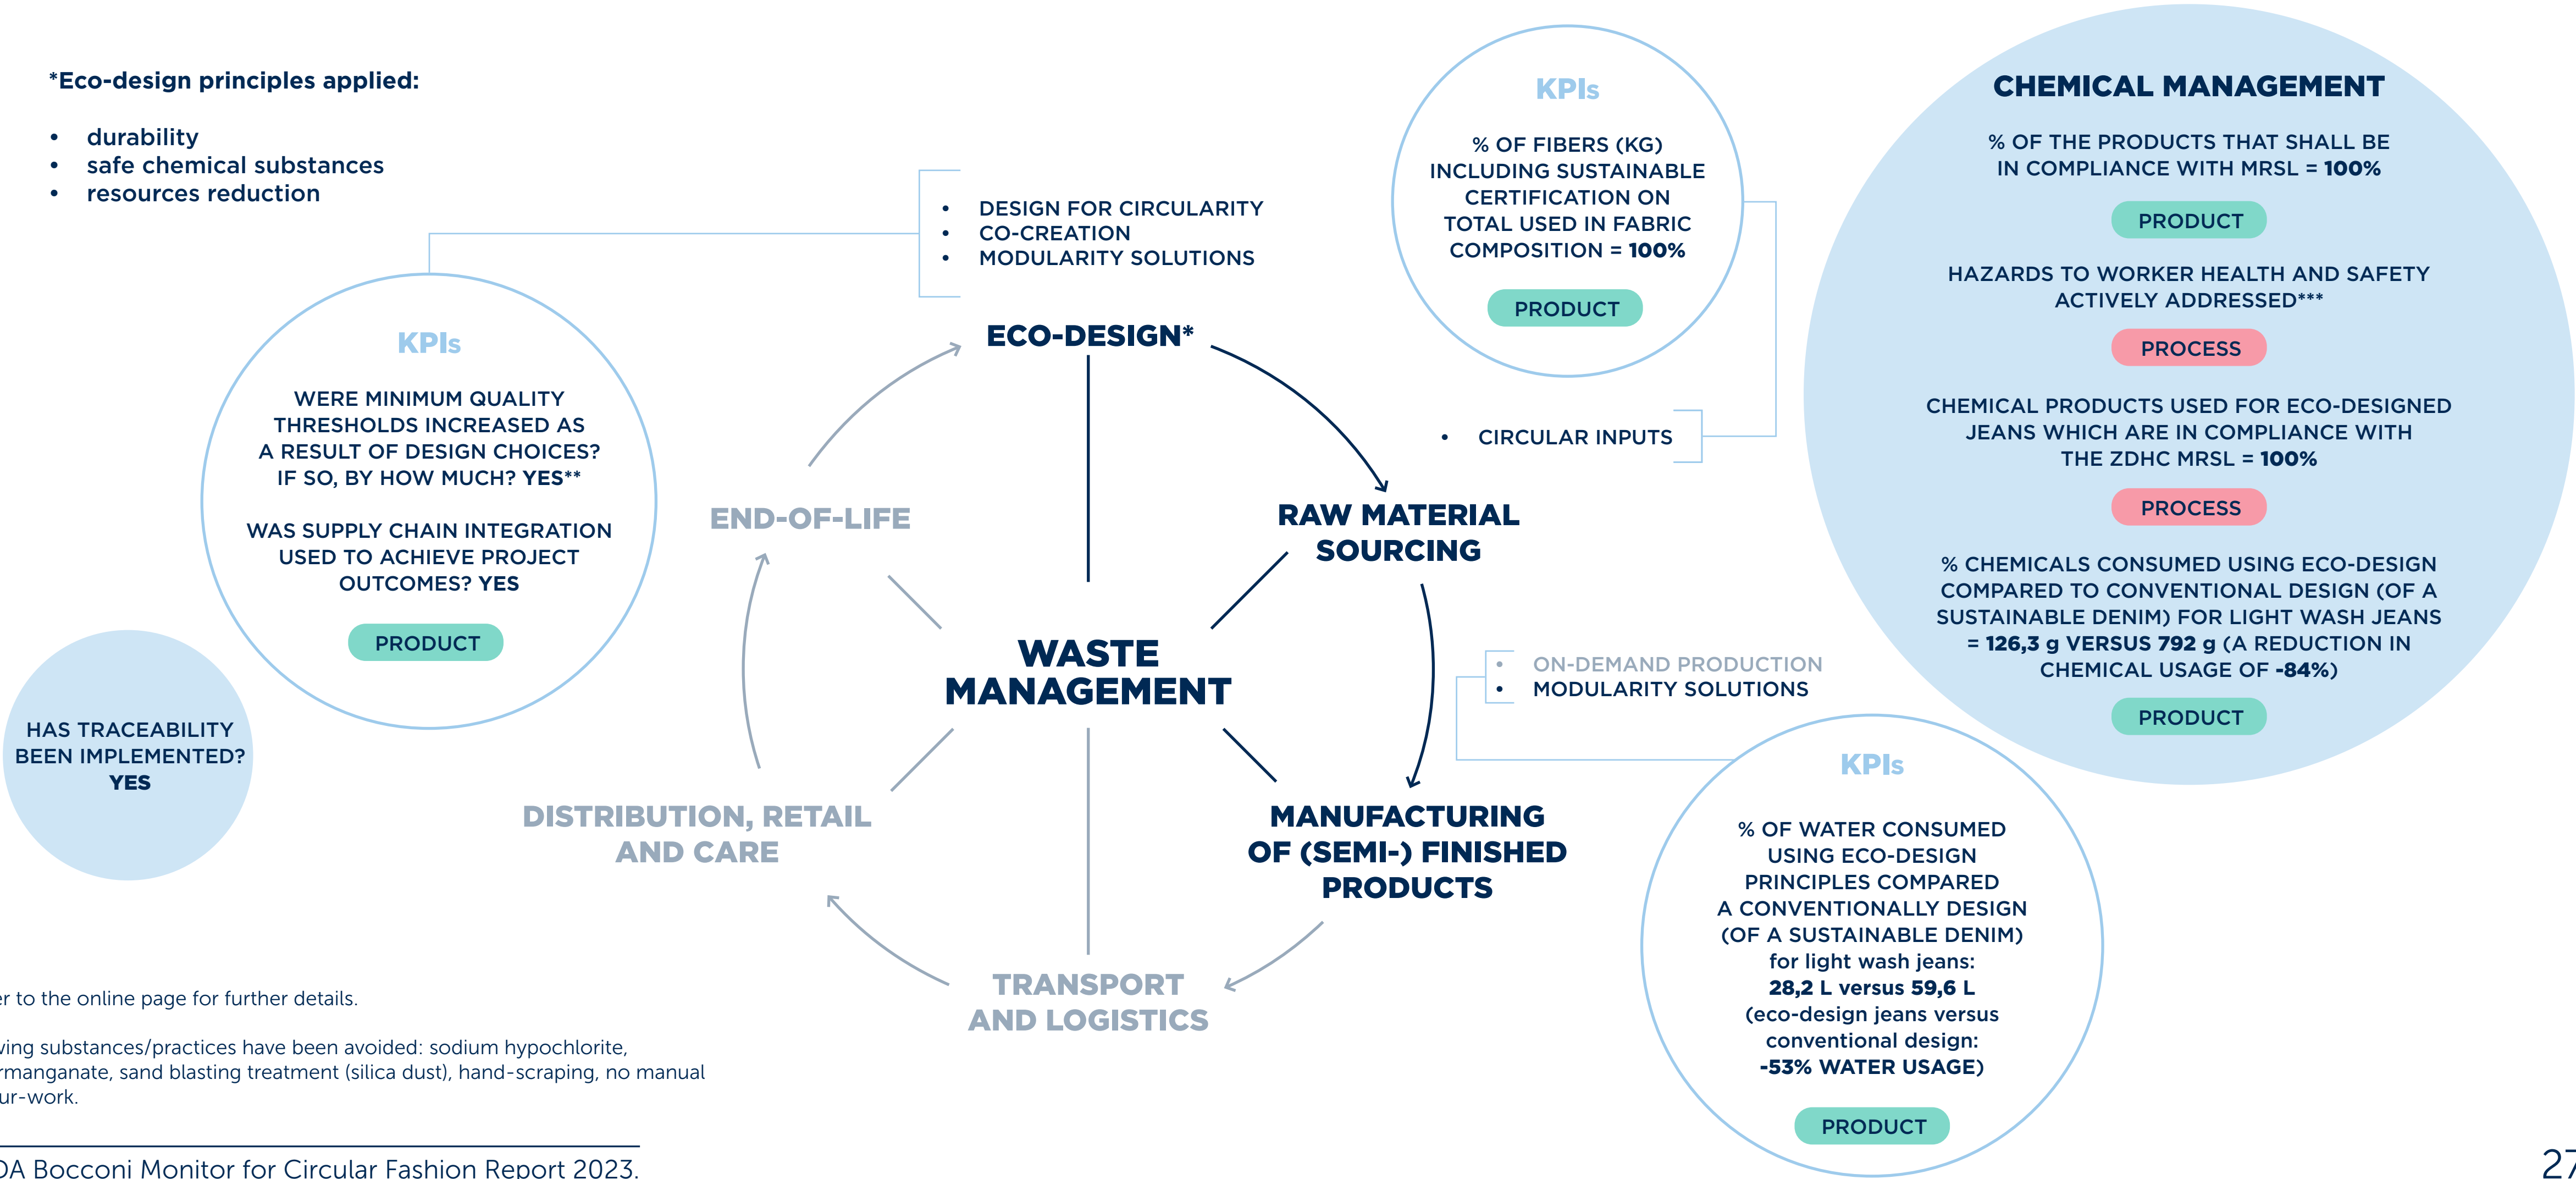 *Eco-design principles applied:
• durability
• safe chemical substances
• resources reduction
• DESIGN FOR CIRCULARITY
• CO-CREATION
• MODULARITY SOLUTIONS
KPIs
WERE MINIMUM QUALITY
THRESHOLDS INCREASED AS
A RESULT OF DESIGN CHOICES?
IF SO, BY HOW MUCH? YES**
WAS SUPPLY CHAIN INTEGRATION
USED TO ACHIEVE PROJECT
OUTCOMES? YES
PRODUCT
HAS TRACEABILITY
BEEN IMPLEMENTED?
YES
ECO-DESIGN*
KPIs
% OF FIBERS (KG)
INCLUDING SUSTAINABLE
CERTIFICATION ON
TOTAL USED IN FABRIC
COMPOSITION = 100%
PRODUCT
• CIRCULAR INPUTS
RAW MATERIAL
SOURCING
END-OF-LIFE
WASTE
MANAGEMENT
• ON-DEMAND PRODUCTION
• MODULARITY SOLUTIONS
DISTRIBUTION, RETAIL
AND CARE
MANUFACTURING
OF (SEMI-) FINISHED
PRODUCTS
TRANSPORT
AND LOGISTICS
CHEMICAL MANAGEMENT
% OF THE PRODUCTS THAT SHALL BE
IN COMPLIANCE WITH MRSL = 100%
PRODUCT
HAZARDS TO WORKER HEALTH AND SAFETY
ACTIVELY ADDRESSED***
PROCESS
CHEMICAL PRODUCTS USED FOR ECO-DESIGNED
JEANS WHICH ARE IN COMPLIANCE WITH
THE ZDHC MRSL = 100%
PROCESS
% CHEMICALS CONSUMED USING ECO-DESIGN
COMPARED TO CONVENTIONAL DESIGN (OF A
SUSTAINABLE DENIM) FOR LIGHT WASH JEANS
= 126,3 g VERSUS 792 g (A REDUCTION IN
CHEMICAL USAGE OF -84%)
PRODUCT
KPIs
% OF WATER CONSUMED
USING ECO-DESIGN
PRINCIPLES COMPARED
A CONVENTIONALLY DESIGN
(OF A SUSTAINABLE DENIM)
for light wash jeans:
28,2 L versus 59,6 L
(eco-design jeans versus
conventional design:
-53% WATER USAGE)
PRODUCT
to the online page for further details.
substances/practices have been avoided: sodium hypochlorite,
sand blasting treatment (silica dust), hand-scraping, no manual
Bocconi Monitor for Circular Fashion Report 2023.
27